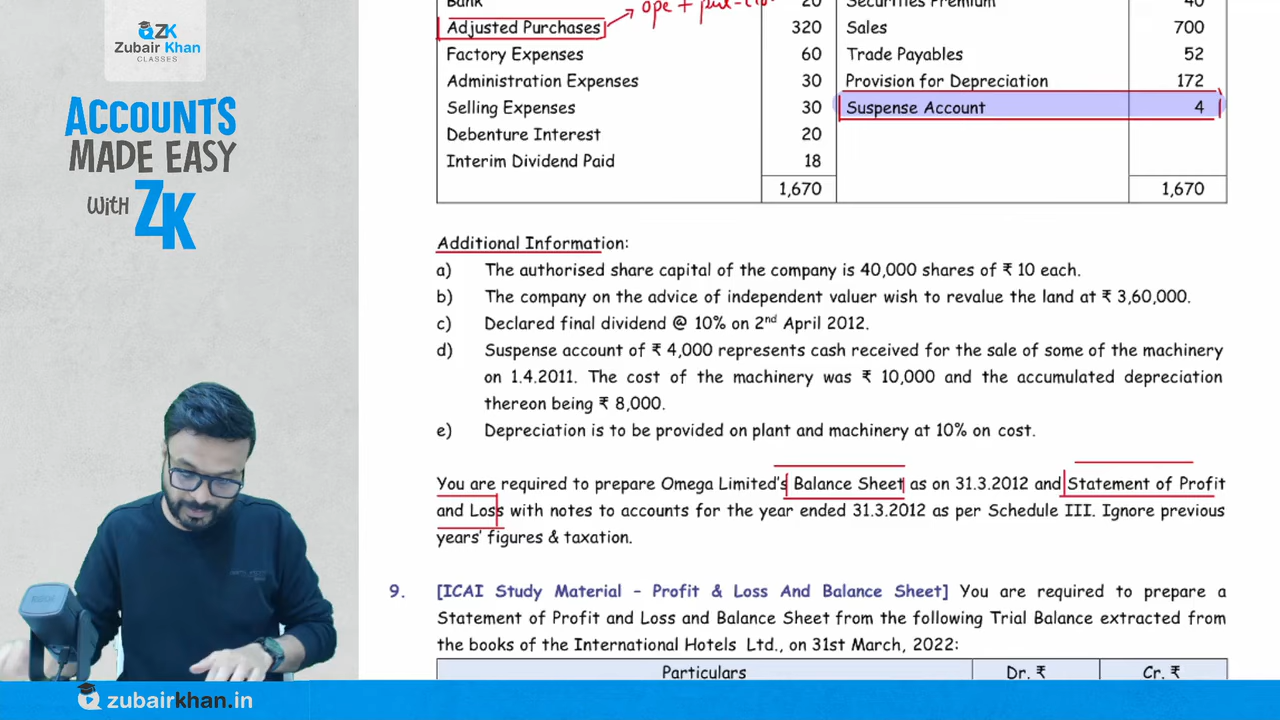 ZK
Zubair Khan
CLASSES
ACCOUNTS
MADE EASY
with ZK
Bank 20 Securities Premium 40
ope +
Adjusted Purchases 320 Sales 700
Factory Expenses 60 Trade Payables 52
Administration Expenses 30 Provision for Depreciation 172
Selling Expenses 30 Suspense Account 4
Debenture Interest 20
Interim Dividend Paid 18
1,670 1,670
Additional Information:
a) The authorised share capital of the company is 40,000 shares of ₹ 10 each.
b) The company on the advice of independent valuer wish to revalue the land at ₹ 3,60,000.
c) Declared final dividend @ 10% on 2nd April 2012.
d) Suspense account of ₹ 4,000 represents cash received for the sale of some of the machinery
on 1.4.2011. The cost of the machinery was ₹ 10,000 and the accumulated depreciation
thereon being ₹ 8,000.
e) Depreciation is to be provided on plant and machinery at 10% on cost.
You are required to prepare Omega Limited's Balance Sheet as on 31.3.2012 and Statement of Profit
and Loss with notes to accounts for the year ended 31.3.2012 as per Schedule III. Ignore previous
years' figures & taxation.
9. [ICAI Study Material – Profit & Loss And Balance Sheet] You are required to prepare a
Statement of Profit and Loss and Balance Sheet from the following Trial Balance extracted from
the books of the International Hotels Ltd., on 31st March, 2022:
Particulars Dr. ₹ Cr. ₹
zubairkhan.in